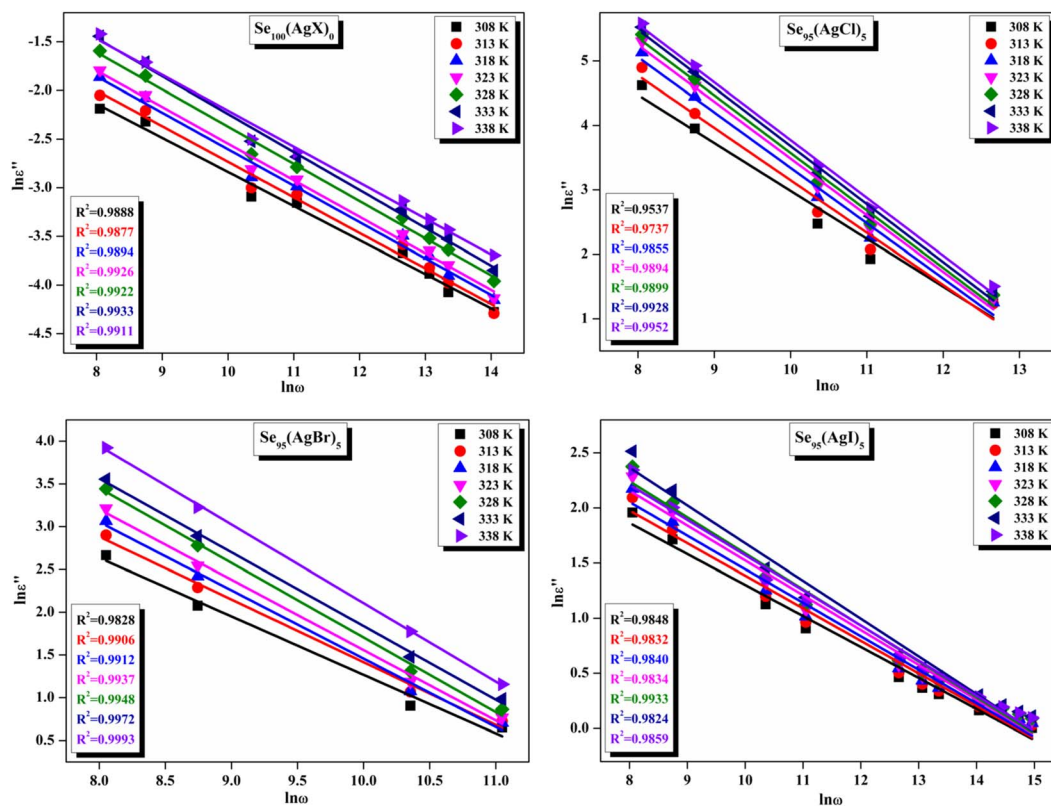 Se₁₀₀(AgX)₀
308 K
313 K
318 K
323 K
328 K
333 K
338 K
-1.5
-2.0
-2.5
-3.0
-3.5
-4.0
-4.5
lnε''
R²=0.9888
R²=0.9877
R²=0.9894
R²=0.9926
R²=0.9922
R²=0.9933
R²=0.9911
8 9 10 11 12 13 14
lnω
Se₉₅(AgCl)₅
308 K
313 K
318 K
323 K
328 K
333 K
338 K
5
4
3
2
1
lnε''
R²=0.9537
R²=0.9737
R²=0.9855
R²=0.9894
R²=0.9899
R²=0.9928
R²=0.9952
8 9 10 11 12 13
lnω
Se₉₅(AgBr)₅
308 K
313 K
318 K
323 K
328 K
333 K
338 K
4.0
3.5
3.0
2.5
2.0
1.5
1.0
0.5
lnε''
R²=0.9828
R²=0.9906
R²=0.9912
R²=0.9937
R²=0.9948
R²=0.9972
R²=0.9993
8.0 8.5 9.0 9.5 10.0 10.5 11.0
lnω
Se₉₅(AgI)₅
308 K
313 K
318 K
323 K
328 K
333 K
338 K
2.5
2.0
1.5
1.0
0.5
0.0
lnε''
R²=0.9848
R²=0.9832
R²=0.9840
R²=0.9834
R²=0.9933
R²=0.9824
R²=0.9859
8 9 10 11 12 13 14 15
lnω